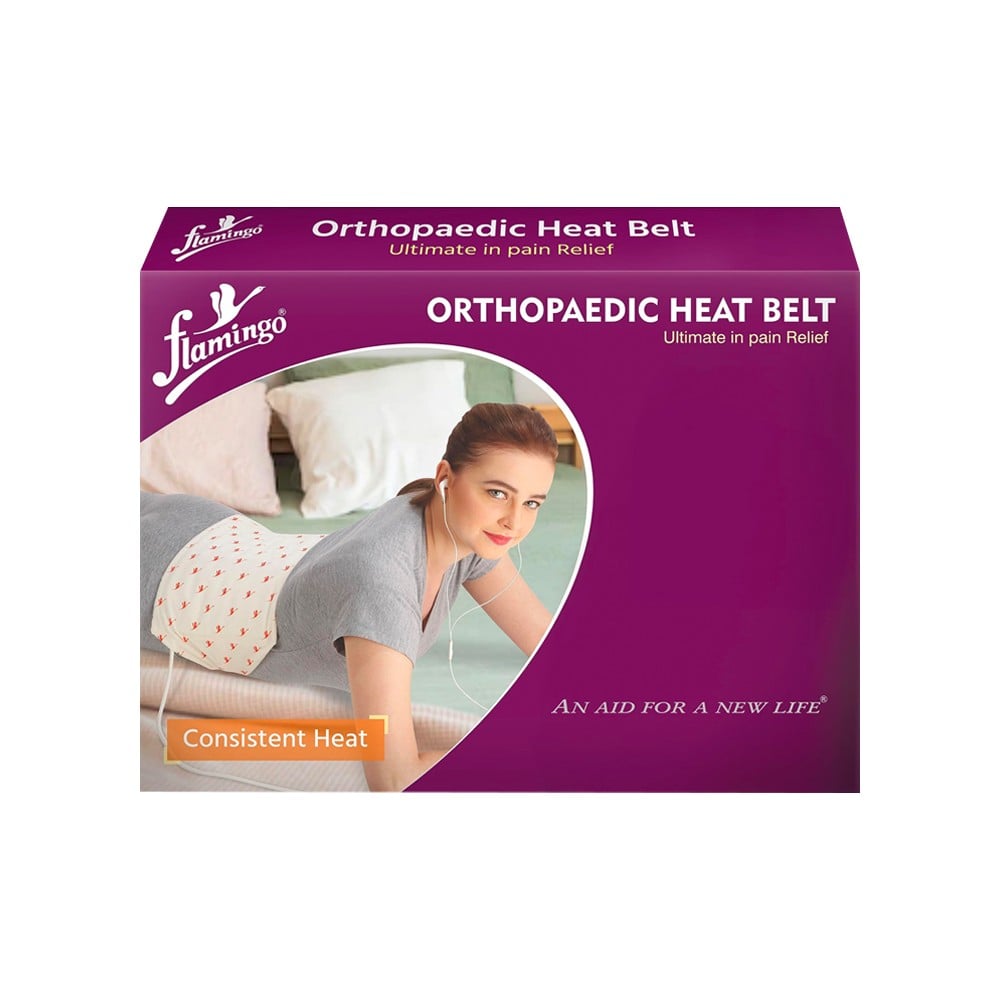 flamingo®
Orthopaedic Heat Belt
Ultimate in pain Relief
flamingo®
ORTHOPAEDIC HEAT BELT
Ultimate in pain Relief
AN AID FOR A NEW LIFE®
Consistent Heat